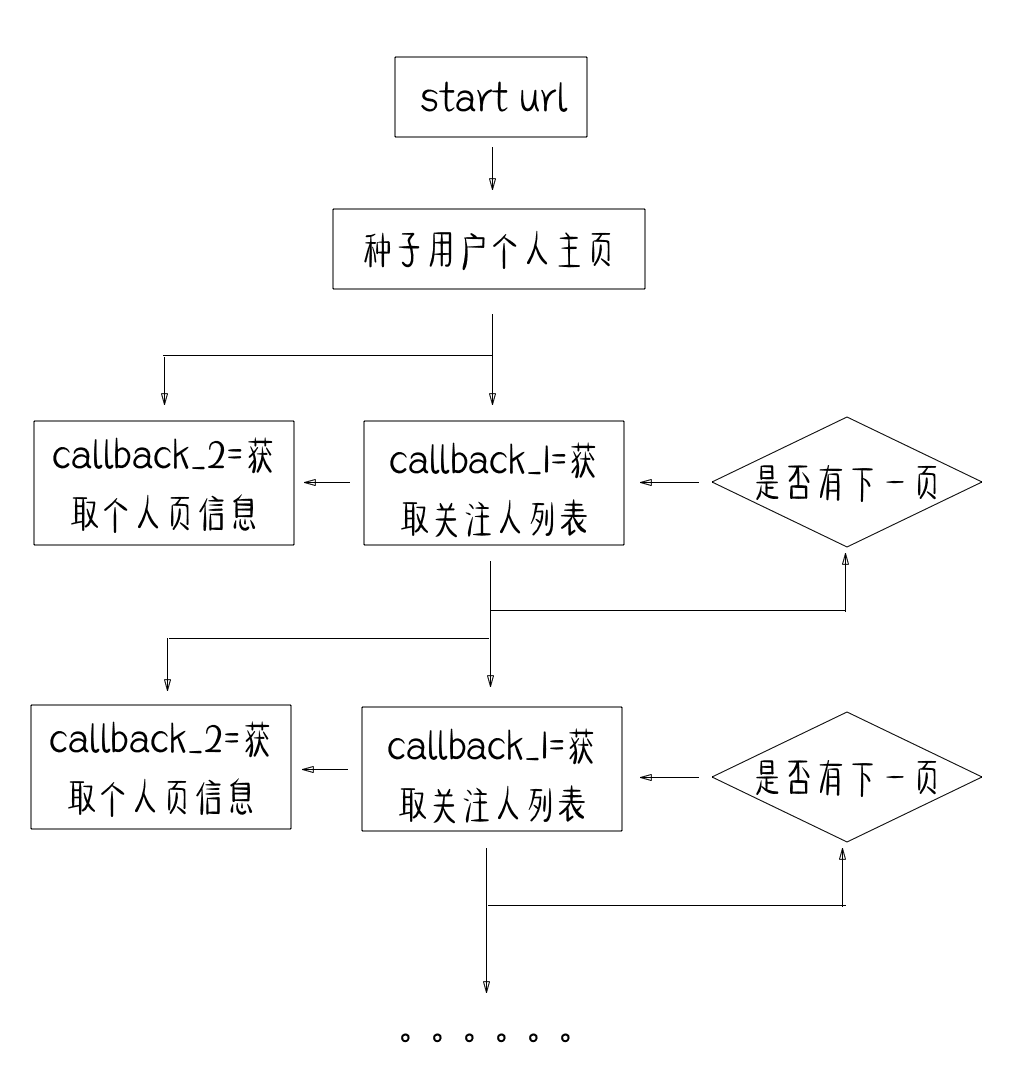 start url
种子用户个人主页
callback_2=获
取个人页信息
callback_1=获
取关注人列表
是否有下一页
callback_2=获
取个人页信息
callback_1=获
取关注人列表
是否有下一页
。。。。。。